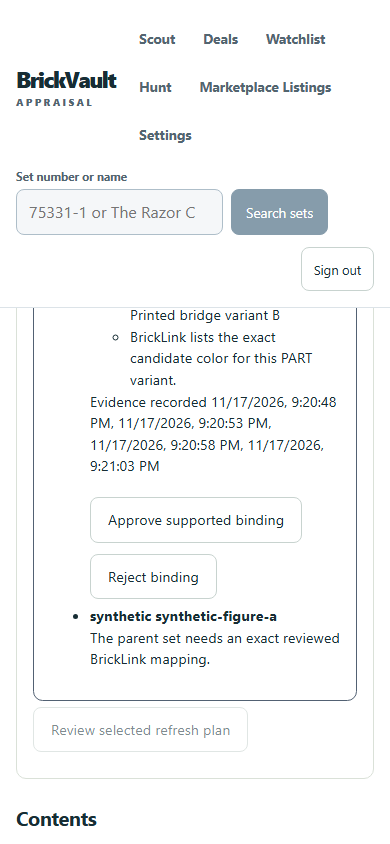 Scout Deals Watchlist
BrickVault
APPRAISAL
Hunt Marketplace Listings
Settings
Set number or name
75331-1 or The Razor C
Search sets
Sign out
Printed bridge variant B
BrickLink lists the exact
candidate color for this PART
variant.
Evidence recorded 11/17/2026, 9:20:48
PM, 11/17/2026, 9:20:53 PM,
11/17/2026, 9:20:58 PM, 11/17/2026,
9:21:03 PM
Approve supported binding
Reject binding
synthetic synthetic-figure-a
The parent set needs an exact reviewed
BrickLink mapping.
Review selected refresh plan
Contents